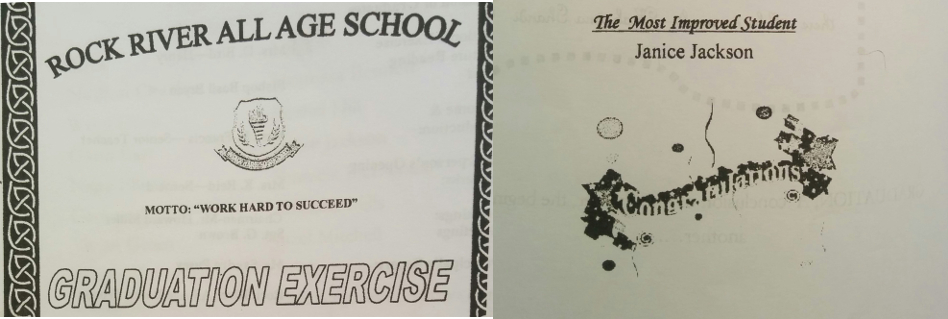 ROCK RIVER ALL AGE SCHOOL
MOTTO: “WORK HARD TO SUCCEED”
GRADUATION EXERCISE
The Most Improved Student
Janice Jackson
Congratulations